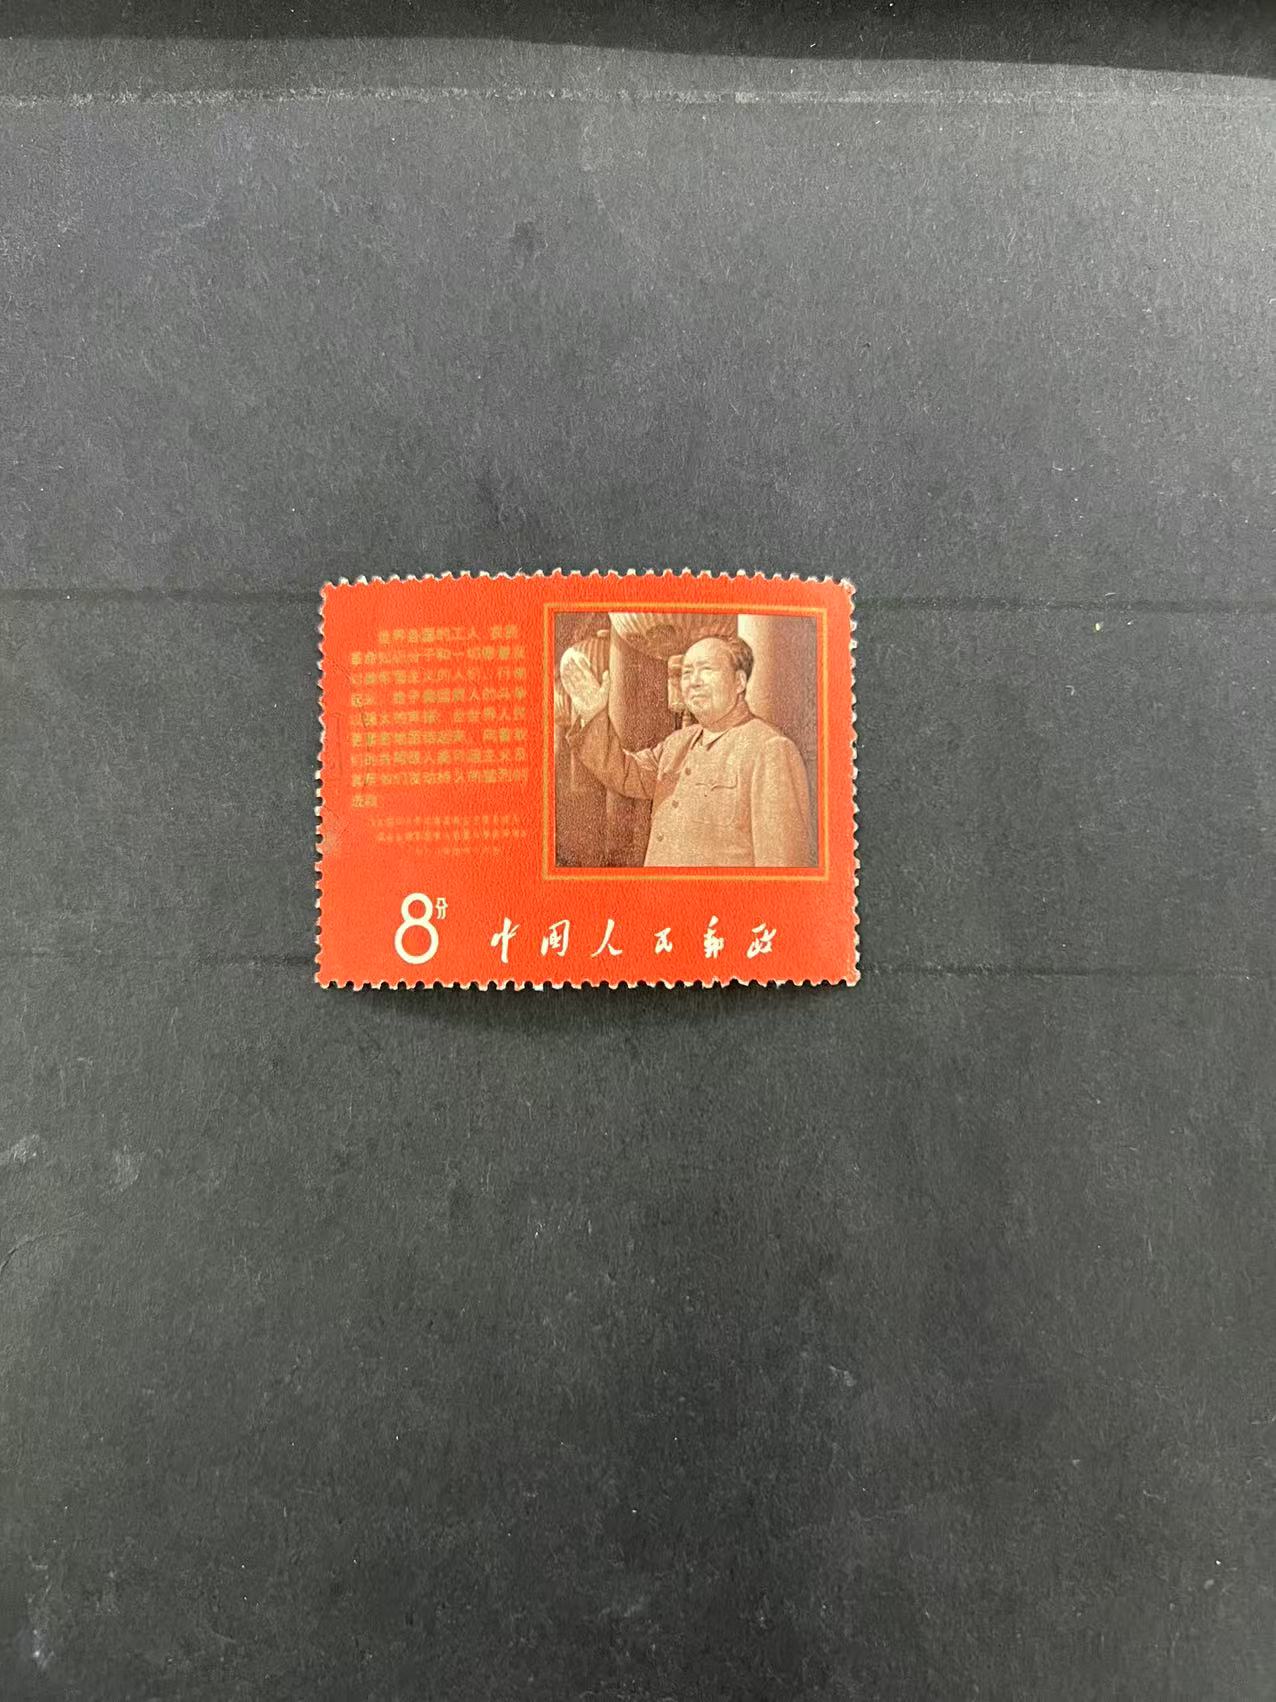 世界各国的工人、农民、
革命知识分子和一切愿意反
对美帝国主义的人们，行动
起来，给予美国黑人的斗争
以强大的声援！全世界人民
更紧密地团结起来，向着我
们的共同敌人美帝国主义及
其帮凶们发动持久的猛烈的
进攻！
8分 中国人民邮政